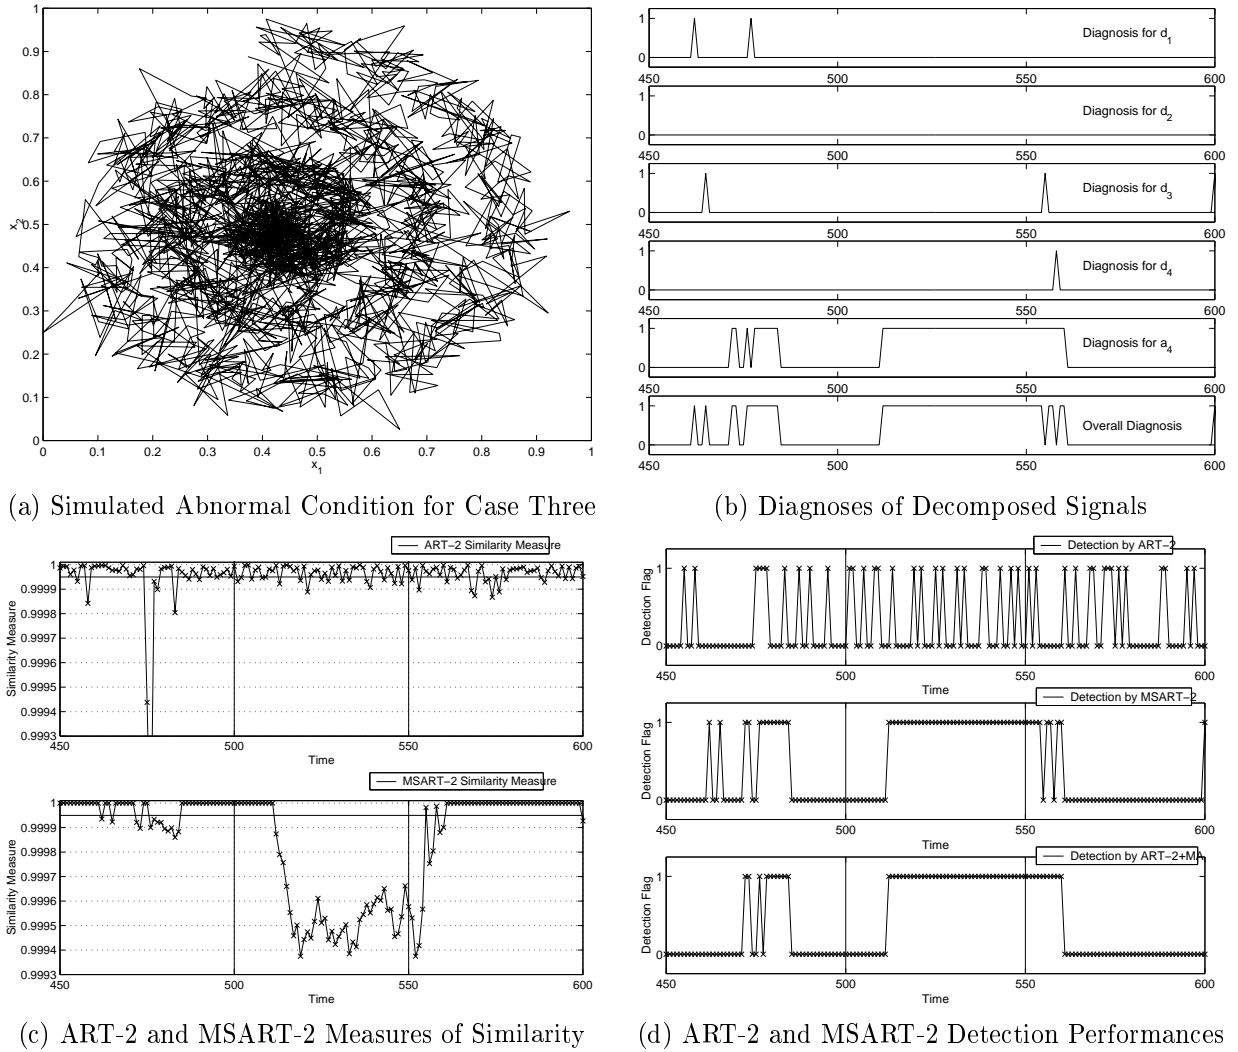 1
0.9
0.8
0.7
0.6
0.5
0.4
0.3
0.2
0.1
0
x2
0 0.1 0.2 0.3 0.4 0.5 0.6 0.7 0.8 0.9 1
x1
(a) Simulated Abnormal Condition for Case Three
1
0
Diagnosis for d1
450 500 550 600
1
0
Diagnosis for d2
450 500 550 600
1
0
Diagnosis for d3
450 500 550 600
1
0
Diagnosis for d4
450 500 550 600
1
0
Diagnosis for a4
450 500 550 600
1
0
Overall Diagnosis
450 500 550 600
(b) Diagnoses of Decomposed Signals
ART-2 Similarity Measure
1
0.9999
0.9998
0.9997
0.9996
0.9995
0.9994
0.9993
Similarity Measure
450 500 550 600
Time
MSART-2 Similarity Measure
1
0.9999
0.9998
0.9997
0.9996
0.9995
0.9994
0.9993
Similarity Measure
450 500 550 600
Time
(c) ART-2 and MSART-2 Measures of Similarity
Detection by ART-2
1
0
Detection Flag
450 500 550 600
Time
Detection by MSART-2
1
0
Detection Flag
450 500 550 600
Time
Detection by ART-2+MA
1
0
Detection Flag
450 500 550 600
Time
(d) ART-2 and MSART-2 Detection Performances